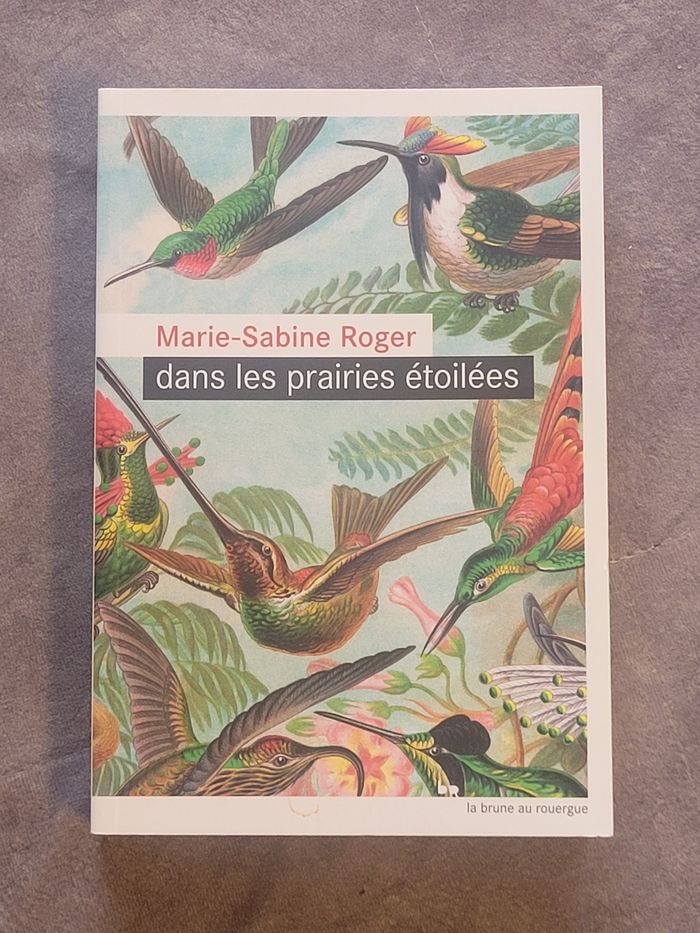 Marie-Sabine Roger
dans les prairies étoilées
la brune au rouergue